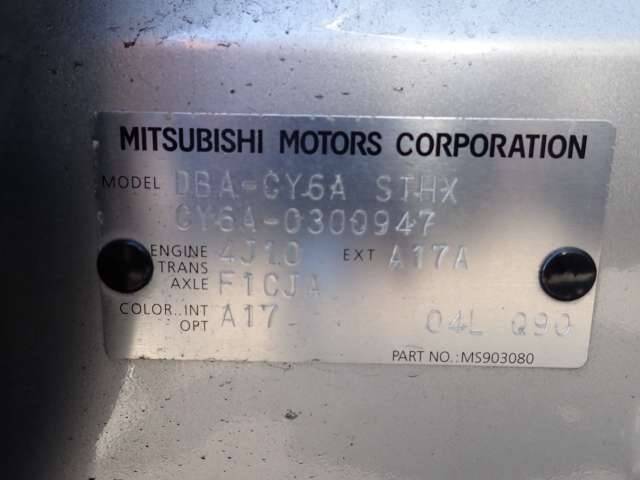 MITSUBISHI MOTORS CORPORATION
MODEL DBA-CY6A STHX
CY6A-0300947
ENGINE 4J10 EXT A17A
TRANS
AXLE F1CJA
COLOR..INT
OPT A17 04L Q90
PART NO.:MS903080